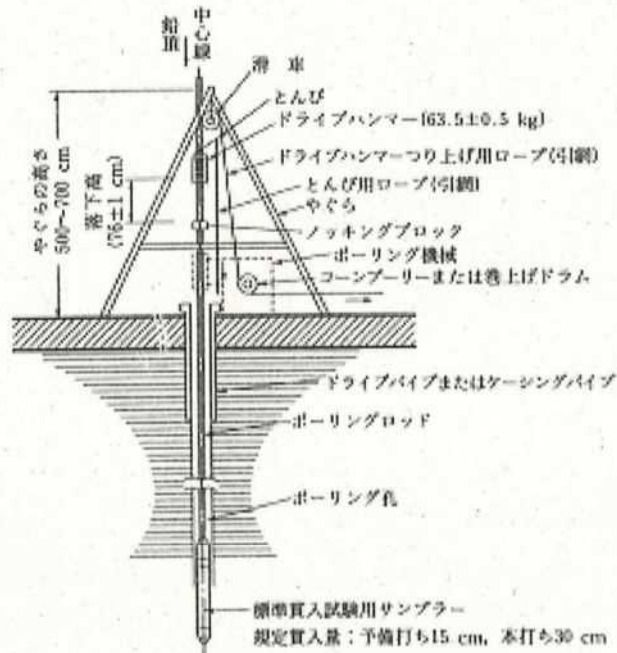 中心線
鉛直
滑車
とんび
ドライブハンマー(63.5±0.5 kg)
ドライブハンマーつり上げ用ロープ(引綱)
とんび用ロープ(引綱)
やぐら
ノッキングブロック
ボーリング機械
コーンプーリーまたは巻上げドラム
やぐらの高さ
500〜700 cm
落下高
(76±1 cm)
ドライブパイプまたはケーシングパイプ
ボーリングロッド
ボーリング孔
標準貫入試験用サンプラー
規定貫入量：予備打ち15 cm, 本打ち30 cm